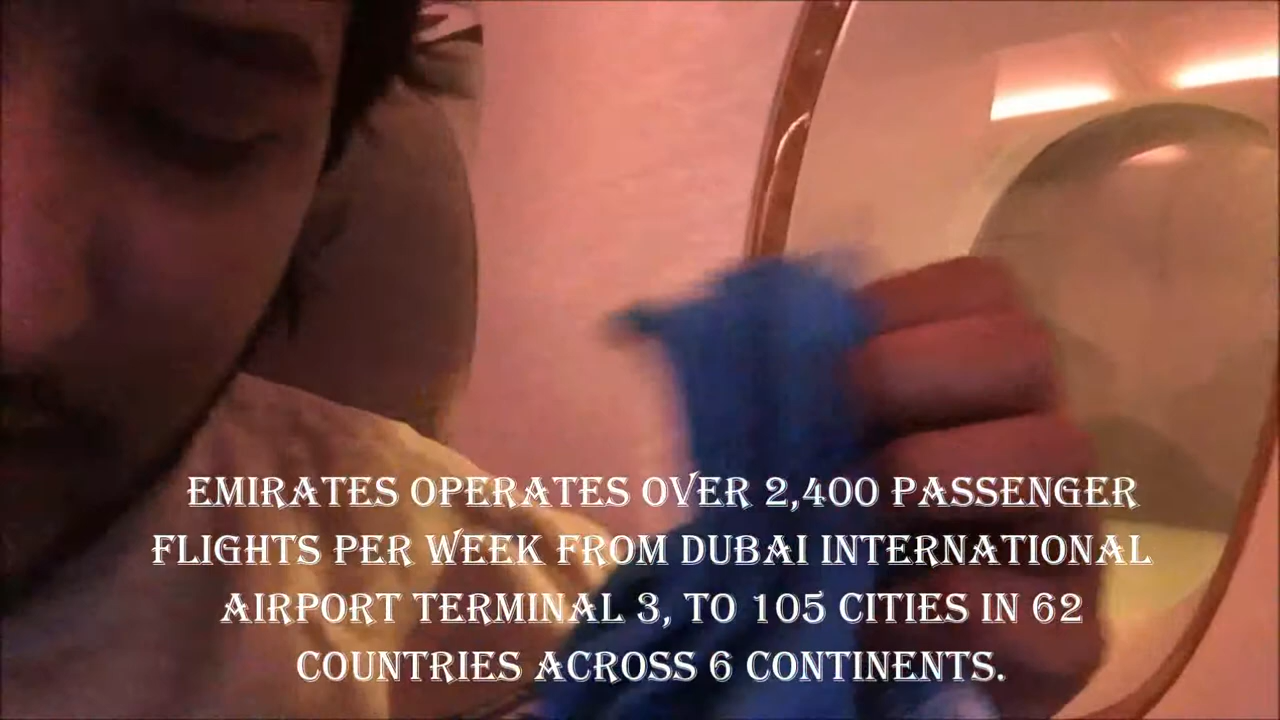 EMIRATES OPERATES OVER 2,400 PASSENGER
FLIGHTS PER WEEK FROM DUBAI INTERNATIONAL
AIRPORT TERMINAL 3, TO 105 CITIES IN 62
COUNTRIES ACROSS 6 CONTINENTS.